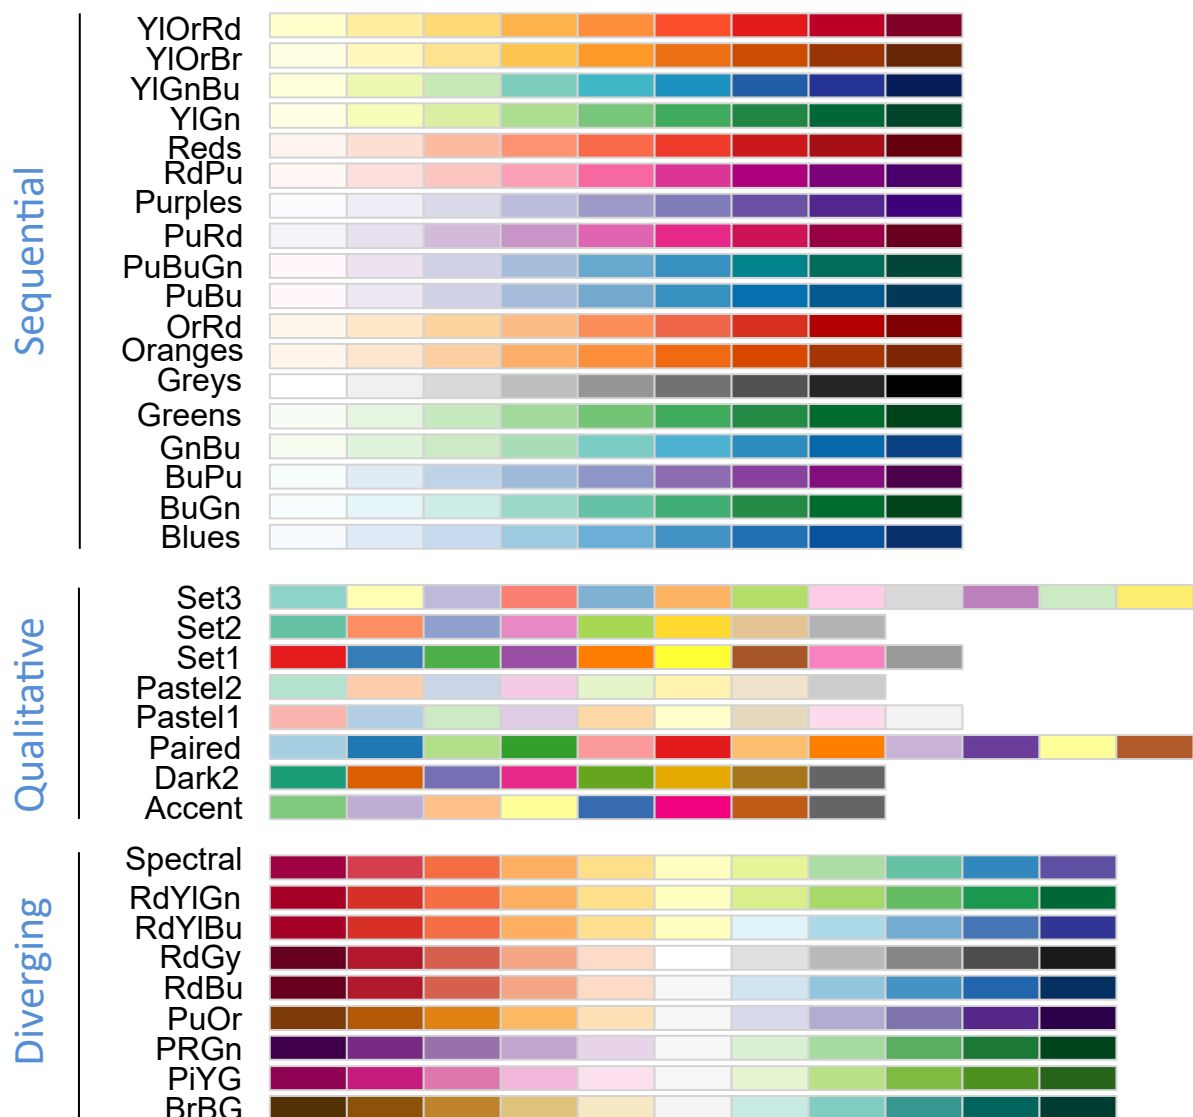 Sequential
YlOrRd
YlOrBr
YlGnBu
YlGn
Reds
RdPu
Purples
PuRd
PuBuGn
PuBu
OrRd
Oranges
Greys
Greens
GnBu
BuPu
BuGn
Blues
Qualitative
Set3
Set2
Set1
Pastel2
Pastel1
Paired
Dark2
Accent
Diverging
Spectral
RdYlGn
RdYlBu
RdGy
RdBu
PuOr
PRGn
PiYG
BrBG